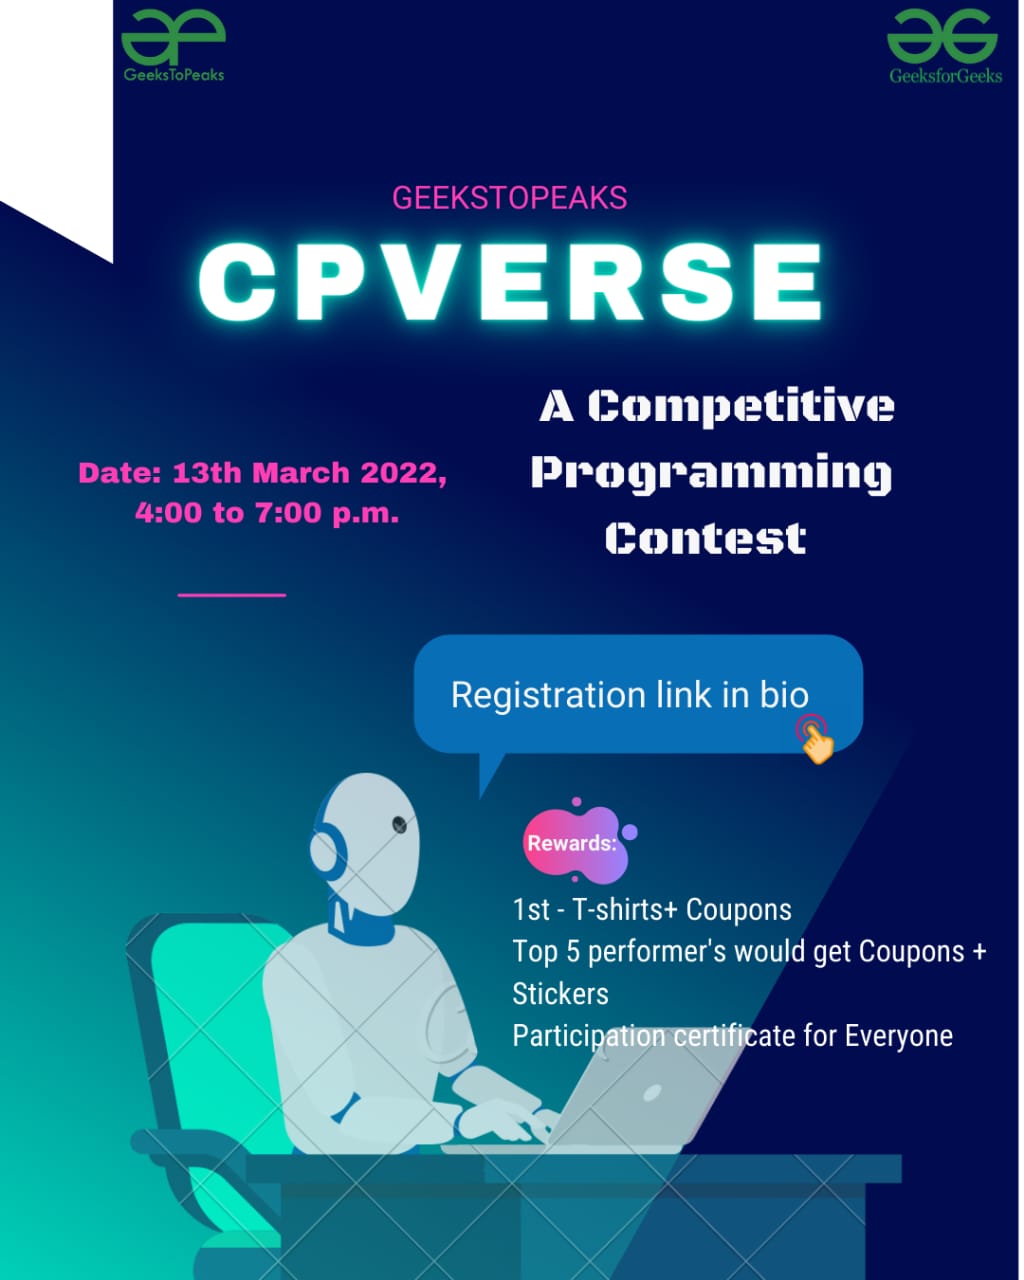 GeeksToPeaks
GeeksforGeeks
GEEKSTOPEAKS
CPVERSE
A Competitive
Programming
Contest
Date: 13th March 2022,
4:00 to 7:00 p.m.
Registration link in bio
Rewards:
1st - T-shirts+ Coupons
Top 5 performer's would get Coupons +
Stickers
Participation certificate for Everyone